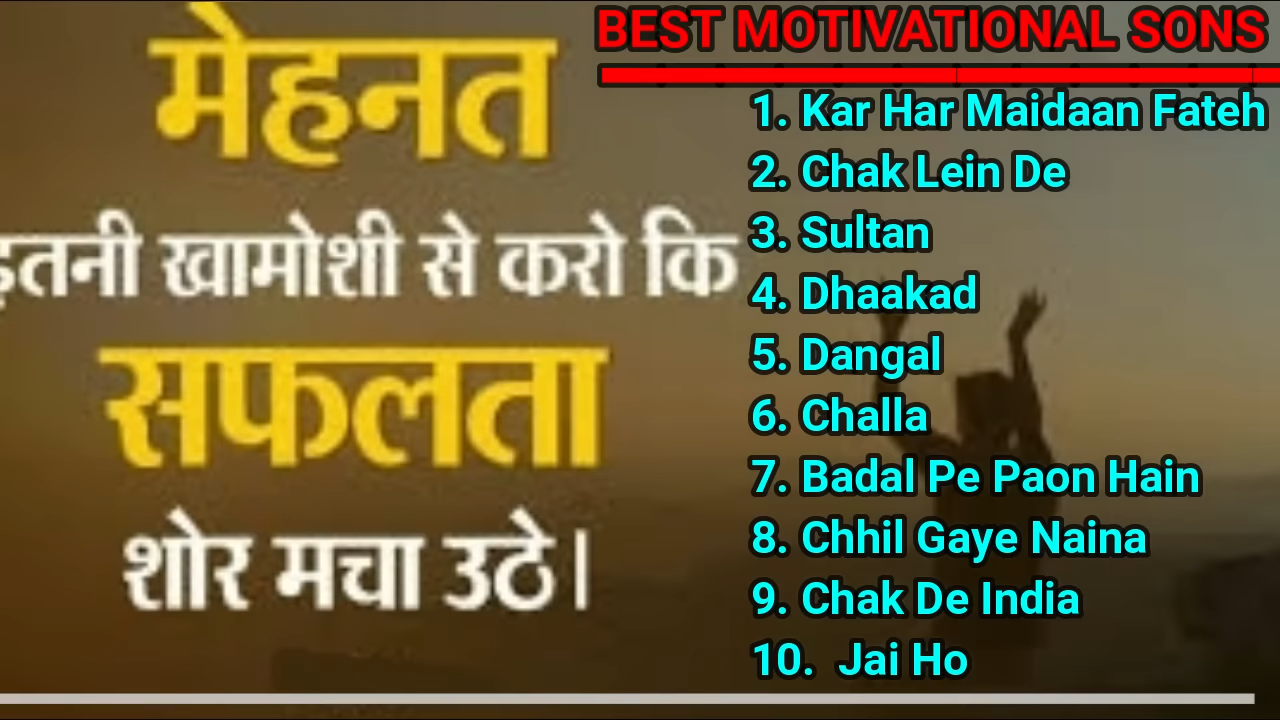 मेहनत
इतनी खामोशी से करो कि
सफलता
शोर मचा उठे।
BEST MOTIVATIONAL SONS
1. Kar Har Maidaan Fateh
2. Chak Lein De
3. Sultan
4. Dhaakad
5. Dangal
6. Challa
7. Badal Pe Paon Hain
8. Chhil Gaye Naina
9. Chak De India
10. Jai Ho